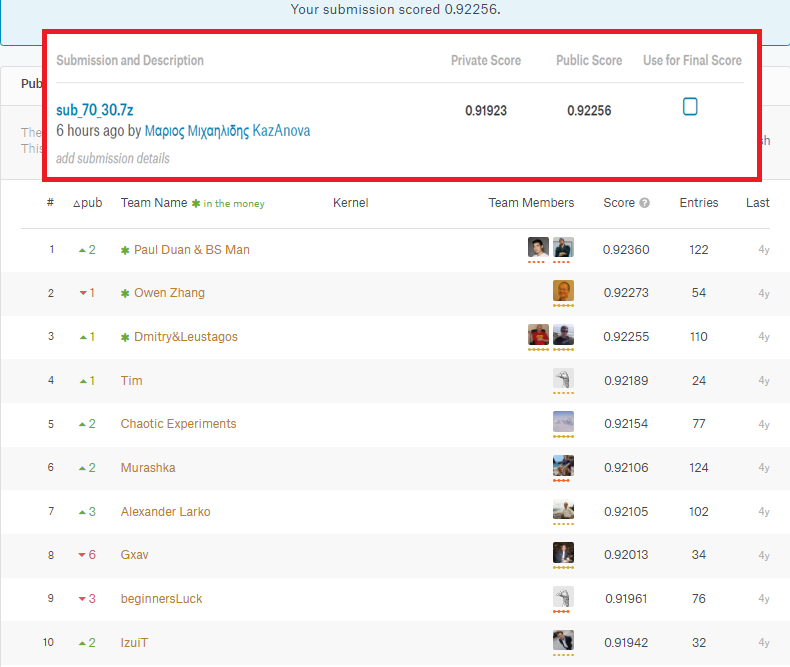 Your submission scored 0.92256.
Submission and Description Private Score Public Score Use for Final Score
Pub
sub_70_30.7z 0.91923 0.92256
6 hours ago by Μαριος Μιχαηλιδης KazAnova
The
This
sh
add submission details
# △pub Team Name ✱ in the money Kernel Team Members Score ? Entries Last
1 ▲2 ✱ Paul Duan & BS Man 0.92360 122 4y
2 ▼1 ✱ Owen Zhang 0.92273 54 4y
3 ▲1 ✱ Dmitry&Leustagos 0.92255 110 4y
4 ▲1 Tim 0.92189 24 4y
5 ▲2 Chaotic Experiments 0.92154 77 4y
6 ▲2 Murashka 0.92106 124 4y
7 ▲3 Alexander Larko 0.92105 102 4y
8 ▼6 Gxav 0.92013 34 4y
9 ▼3 beginnersLuck 0.91961 76 4y
10 ▲2 IzuiT 0.91942 32 4y